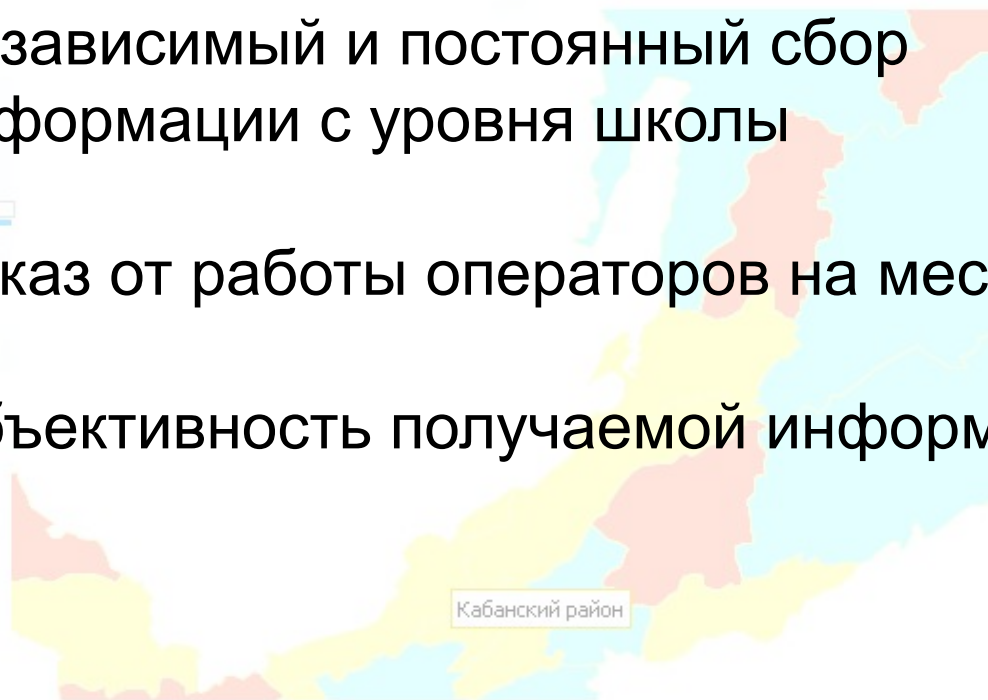 зависимый и постоянный сбор
формации с уровня школы
каз от работы операторов на мес
бъективность получаемой информ
Кабанский район